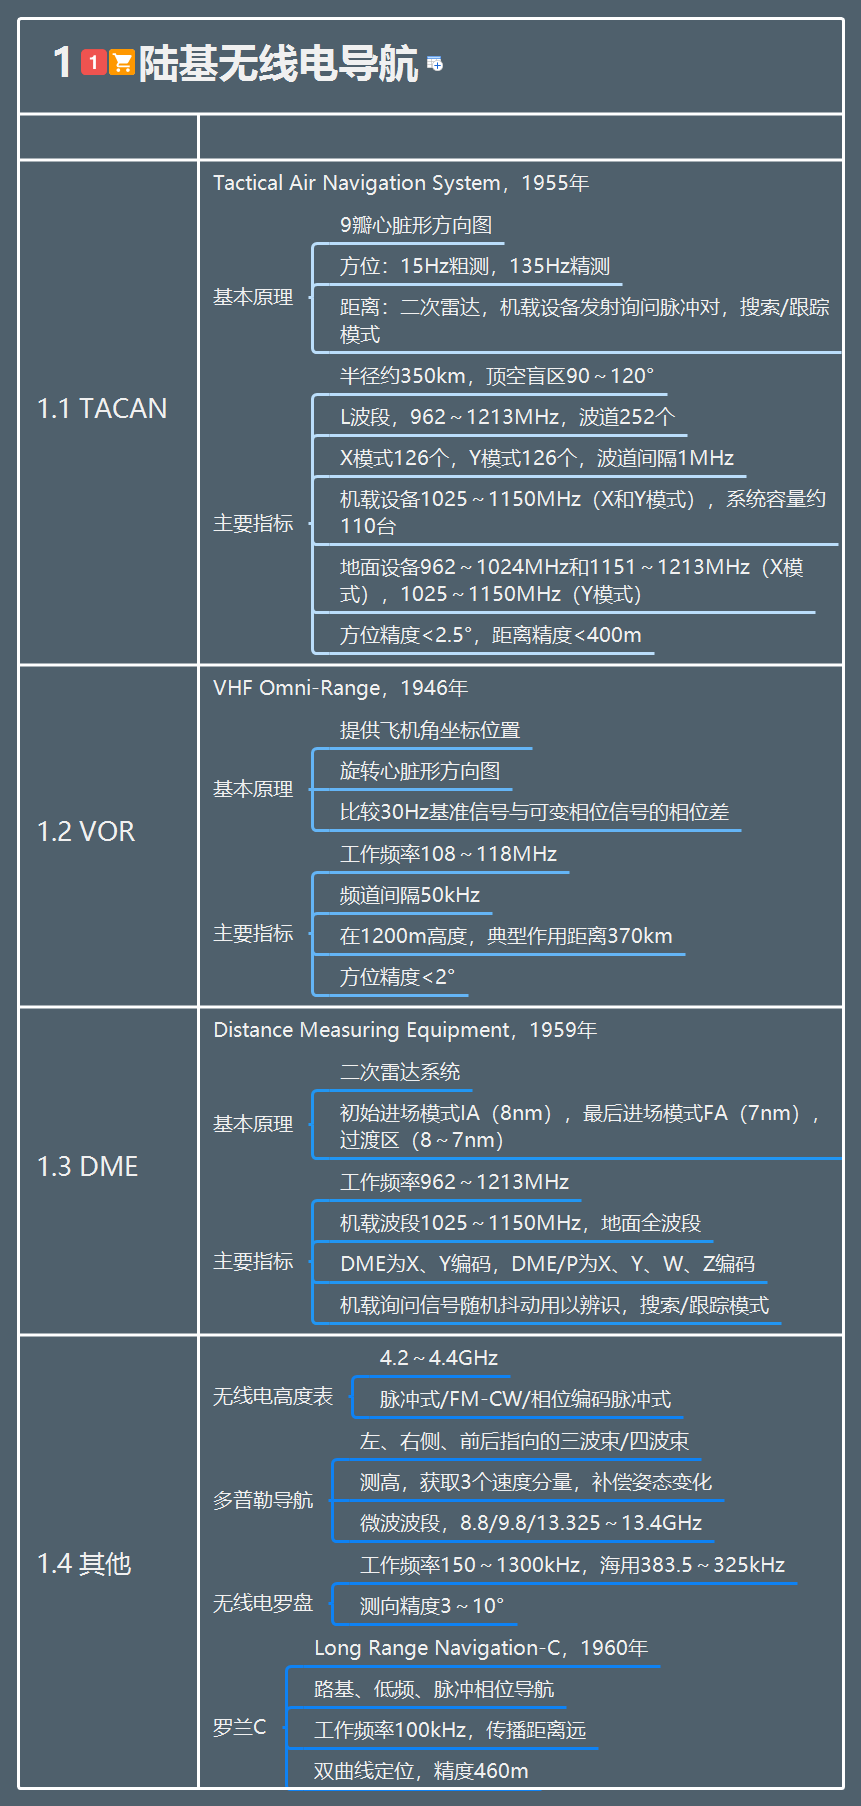 1 1 陆基无线电导航
Tactical Air Navigation System，1955年
9瓣心脏形方向图
方位：15Hz粗测，135Hz精测
基本原理
距离：二次雷达，机载设备发射询问脉冲对，搜索/跟踪
模式
半径约350km，顶空盲区90～120°
1.1 TACAN
L波段，962～1213MHz，波道252个
X模式126个，Y模式126个，波道间隔1MHz
机载设备1025～1150MHz（X和Y模式），系统容量约
110台
主要指标
地面设备962～1024MHz和1151～1213MHz（X模
式），1025～1150MHz（Y模式）
方位精度<2.5°，距离精度<400m
VHF Omni-Range，1946年
提供飞机角坐标位置
旋转心脏形方向图
基本原理
比较30Hz基准信号与可变相位信号的相位差
1.2 VOR
工作频率108～118MHz
频道间隔50kHz
主要指标
在1200m高度，典型作用距离370km
方位精度<2°
Distance Measuring Equipment，1959年
二次雷达系统
基本原理
初始进场模式IA（8nm），最后进场模式FA（7nm），
过渡区（8～7nm）
1.3 DME
工作频率962～1213MHz
机载波段1025～1150MHz，地面全波段
主要指标
DME为X、Y编码，DME/P为X、Y、W、Z编码
机载询问信号随机抖动用以辨识，搜索/跟踪模式
4.2～4.4GHz
无线电高度表
脉冲式/FM-CW/相位编码脉冲式
左、右侧、前后指向的三波束/四波束
测高，获取3个速度分量，补偿姿态变化
多普勒导航
微波波段，8.8/9.8/13.325～13.4GHz
1.4 其他
工作频率150～1300kHz，海用383.5～325kHz
无线电罗盘
测向精度3～10°
Long Range Navigation-C，1960年
路基、低频、脉冲相位导航
罗兰C
工作频率100kHz，传播距离远
双曲线定位，精度460m